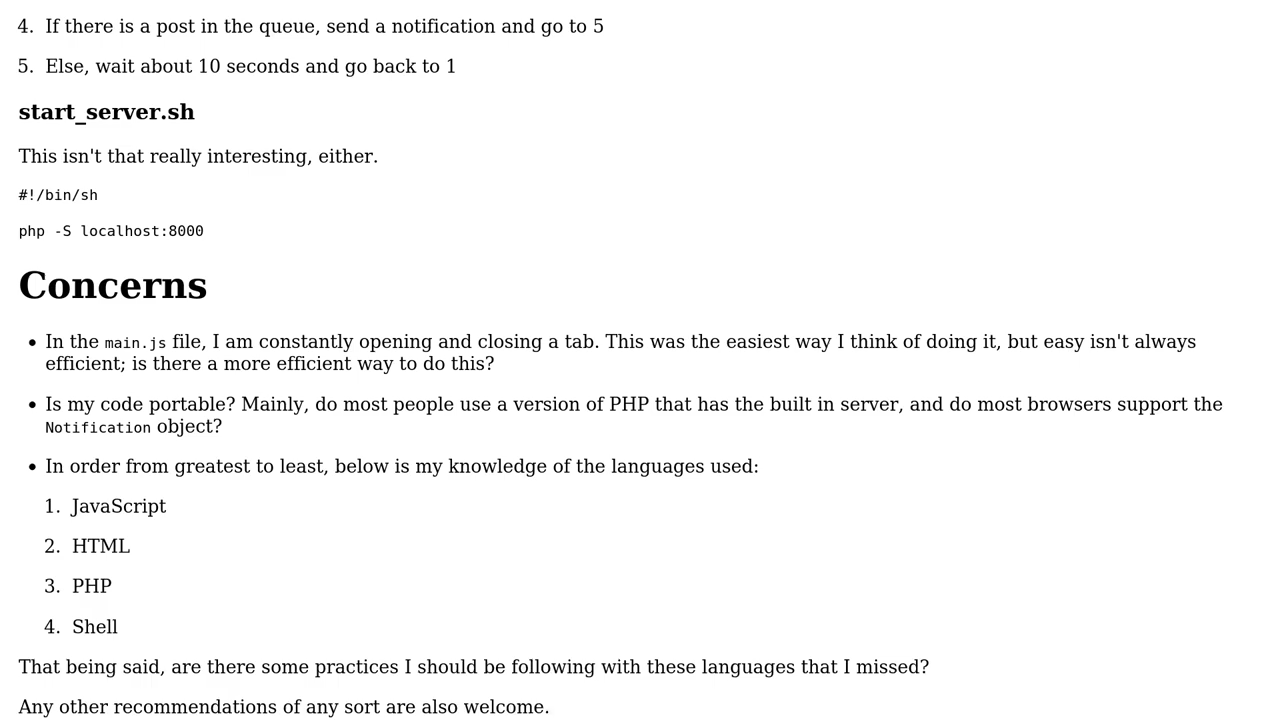 4. If there is a post in the queue, send a notification and go to 5
5. Else, wait about 10 seconds and go back to 1
start_server.sh
This isn't that really interesting, either.
#!/bin/sh
php -S localhost:8000
Concerns
• In the main.js file, I am constantly opening and closing a tab. This was the easiest way I think of doing it, but easy isn't always
efficient; is there a more efficient way to do this?
• Is my code portable? Mainly, do most people use a version of PHP that has the built in server, and do most browsers support the
Notification object?
• In order from greatest to least, below is my knowledge of the languages used:
1. JavaScript
2. HTML
3. PHP
4. Shell
That being said, are there some practices I should be following with these languages that I missed?
Any other recommendations of any sort are also welcome.